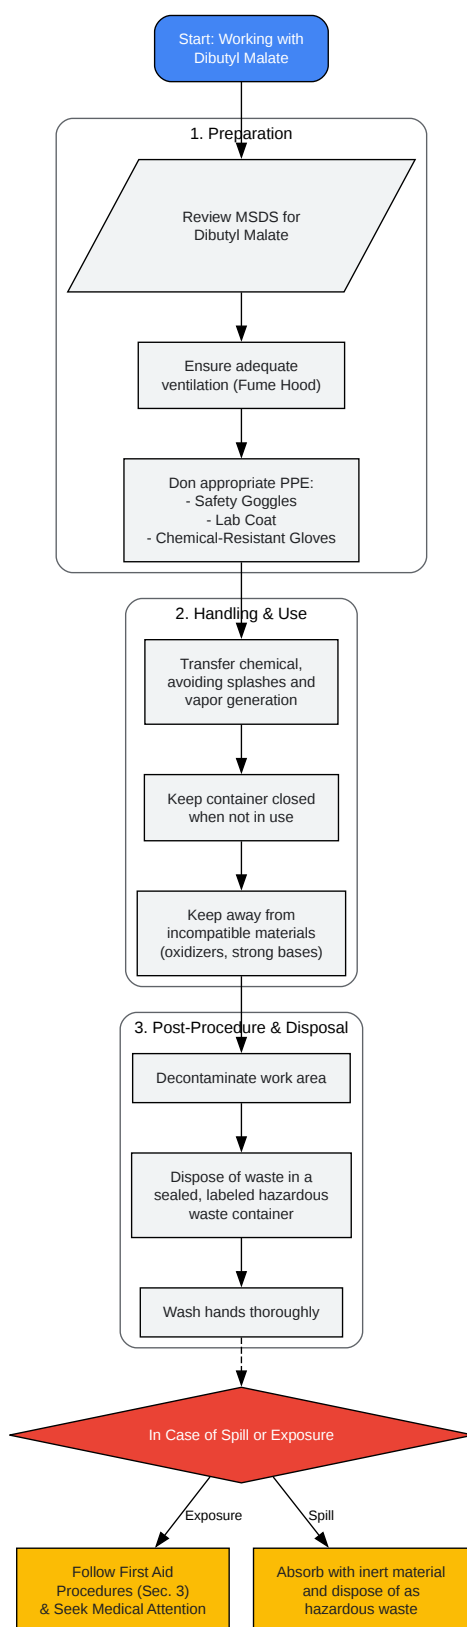 Start: Working with
Dibutyl Malate
1. Preparation
Review MSDS for
Dibutyl Malate
Ensure adequate
ventilation (Fume Hood)
Don appropriate PPE:
- Safety Goggles
- Lab Coat
- Chemical-Resistant Gloves
2. Handling & Use
Transfer chemical,
avoiding splashes and
vapor generation
Keep container closed
when not in use
Keep away from
incompatible materials
(oxidizers, strong bases)
3. Post-Procedure & Disposal
Decontaminate work area
Dispose of waste in a
sealed, labeled hazardous
waste container
Wash hands thoroughly
In Case of Spill or Exposure
Exposure
Spill
Follow First Aid
Procedures (Sec. 3)
& Seek Medical Attention
Absorb with inert material
and dispose of as
hazardous waste